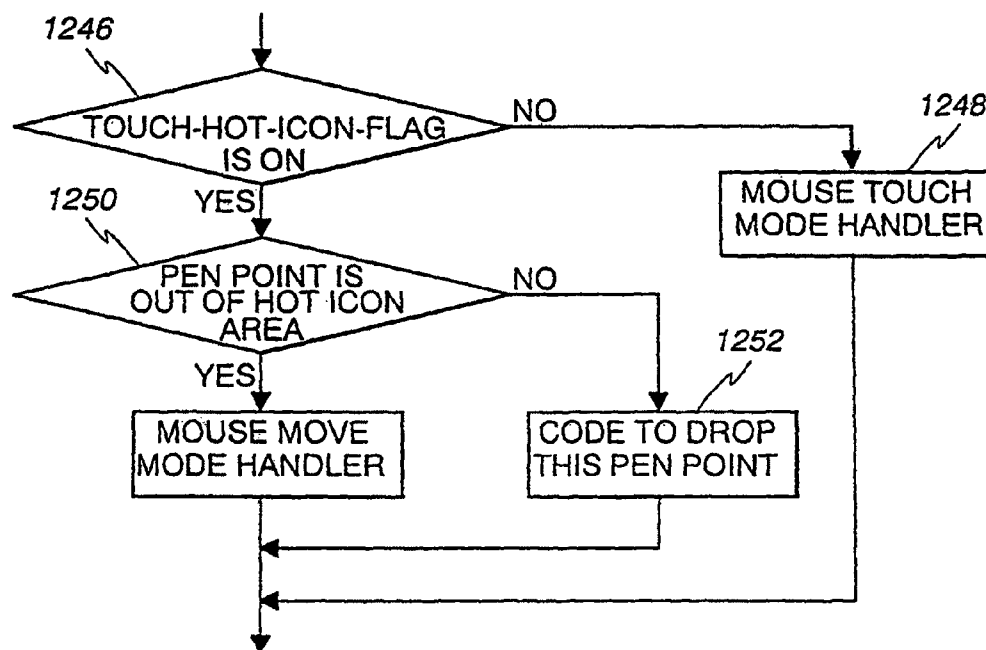 1246
TOUCH-HOT-ICON-FLAG
IS ON
NO
YES
1248
MOUSE TOUCH
MODE HANDLER
1250
PEN POINT IS
OUT OF HOT ICON
AREA
NO
YES
MOUSE MOVE
MODE HANDLER
1252
CODE TO DROP
THIS PEN POINT